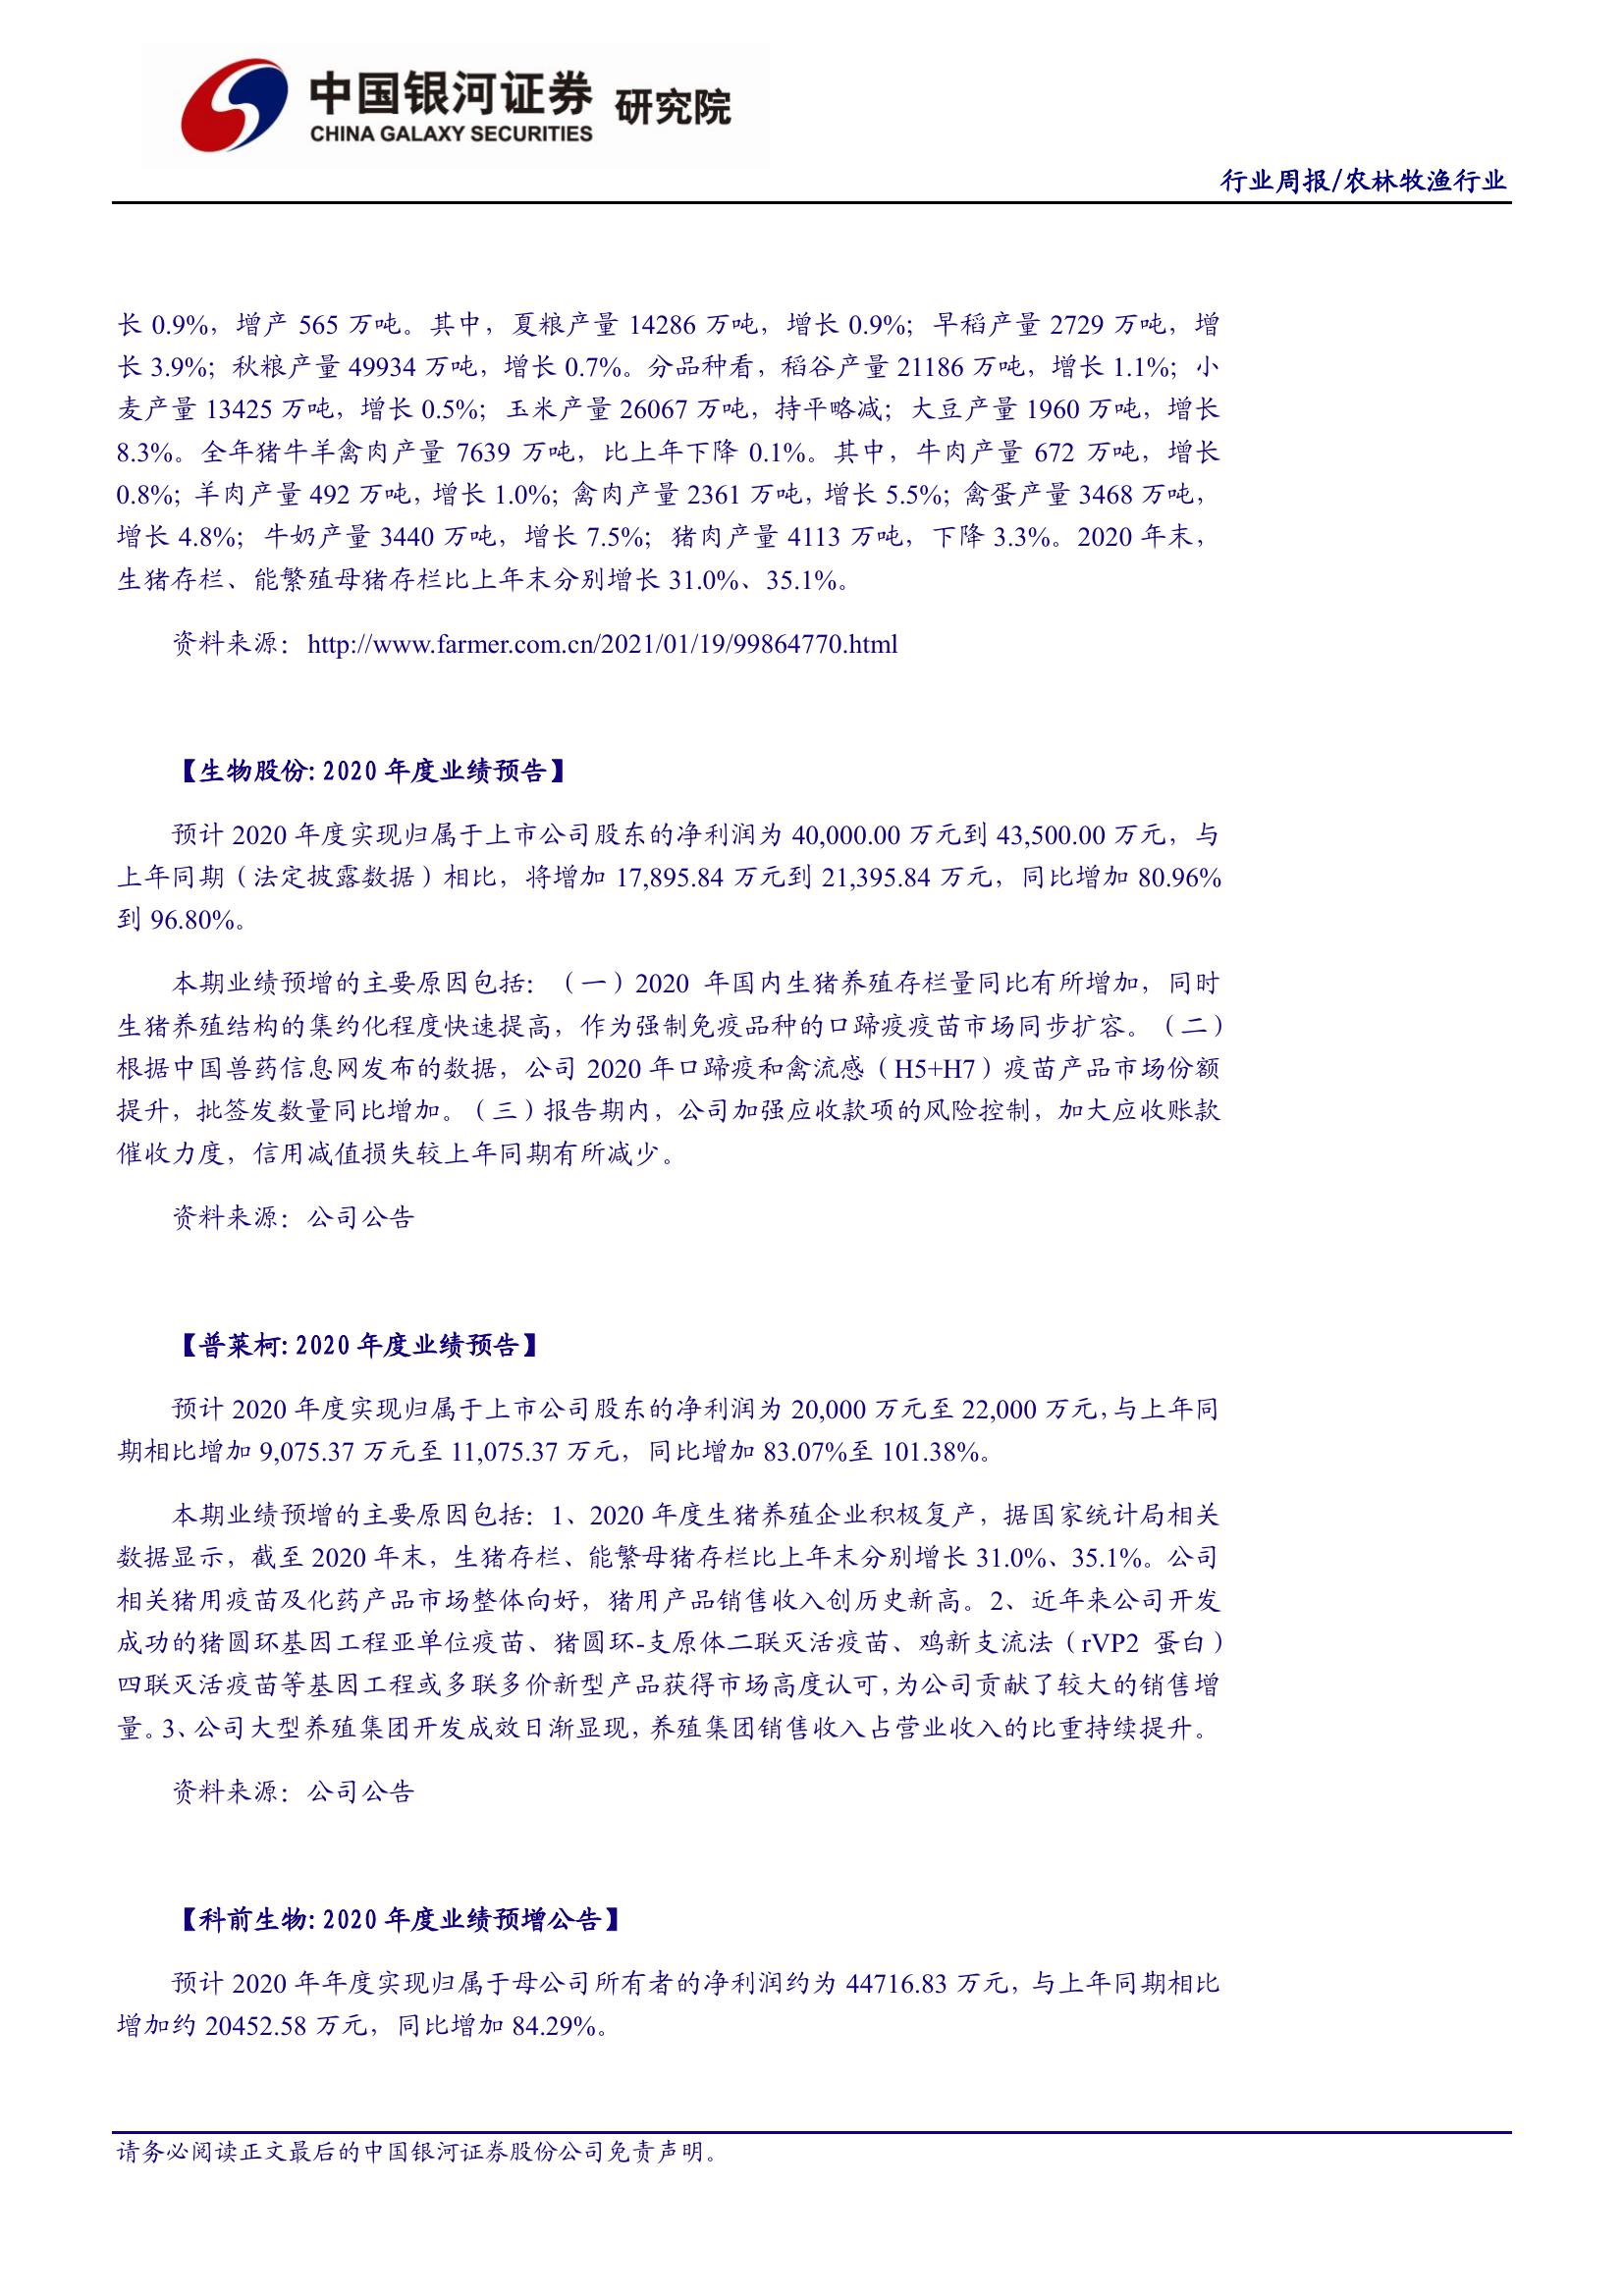 中国银河证券 研究院
CHINA GALAXY SECURITIES
行业周报/农林牧渔行业
长 0.9%，增产 565 万吨。其中，夏粮产量 14286 万吨，增长 0.9%；早稻产量 2729 万吨，增
长 3.9%；秋粮产量 49934 万吨，增长 0.7%。分品种看，稻谷产量 21186 万吨，增长 1.1%；小
麦产量 13425 万吨，增长 0.5%；玉米产量 26067 万吨，持平略减；大豆产量 1960 万吨，增长
8.3%。全年猪牛羊禽肉产量 7639 万吨，比上年下降 0.1%。其中，牛肉产量 672 万吨，增长
0.8%；羊肉产量 492 万吨，增长 1.0%；禽肉产量 2361 万吨，增长 5.5%；禽蛋产量 3468 万吨，
增长 4.8%；牛奶产量 3440 万吨，增长 7.5%；猪肉产量 4113 万吨，下降 3.3%。2020 年末，
生猪存栏、能繁殖母猪存栏比上年末分别增长 31.0%、35.1%。
资料来源：http://www.farmer.com.cn/2021/01/19/99864770.html
【生物股份：2020 年度业绩预告】
预计 2020 年度实现归属于上市公司股东的净利润为 40,000.00 万元到 43,500.00 万元，与
上年同期（法定披露数据）相比，将增加 17,895.84 万元到 21,395.84 万元，同比增加 80.96%
到 96.80%。
本期业绩预增的主要原因包括：（一）2020 年国内生猪养殖存栏量同比有所增加，同时
生猪养殖结构的集约化程度快速提高，作为强制免疫品种的口蹄疫疫苗市场同步扩容。（二）
根据中国兽药信息网发布的数据，公司 2020 年口蹄疫和禽流感（H5+H7）疫苗产品市场份额
提升，批签发数量同比增加。（三）报告期内，公司加强应收款项的风险控制，加大应收账款
催收力度，信用减值损失较上年同期有所减少。
资料来源：公司公告
【普莱柯：2020 年度业绩预告】
预计 2020 年度实现归属于上市公司股东的净利润为 20,000 万元至 22,000 万元，与上年同
期相比增加 9,075.37 万元至 11,075.37 万元，同比增加 83.07%至 101.38%。
本期业绩预增的主要原因包括：1、2020 年度生猪养殖企业积极复产，据国家统计局相关
数据显示，截至 2020 年末，生猪存栏、能繁母猪存栏比上年末分别增长 31.0%、35.1%。公司
相关猪用疫苗及化药产品市场整体向好，猪用产品销售收入创历史新高。2、近年来公司开发
成功的猪圆环基因工程亚单位疫苗、猪圆环-支原体二联灭活疫苗、鸡新支流法（rVP2 蛋白）
四联灭活疫苗等基因工程或多联多价新型产品获得市场高度认可，为公司贡献了较大的销售增
量。3、公司大型养殖集团开发成效日渐显现，养殖集团销售收入占营业收入的比重持续提升。
资料来源：公司公告
【科前生物：2020 年度业绩预增公告】
预计 2020 年年度实现归属于母公司所有者的净利润约为 44716.83 万元，与上年同期相比
增加约 20452.58 万元，同比增加 84.29%。
请务必阅读正文最后的中国银河证券股份公司免责声明。